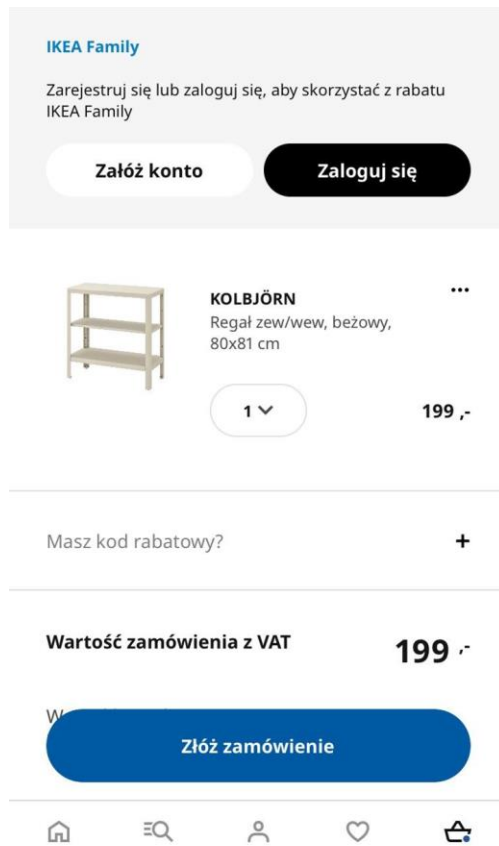 IKEA Family
Zarejestruj się lub zaloguj się, aby skorzystać z rabatu
IKEA Family
Załóż konto
Zaloguj się
KOLBJÖRN
Regał zew/wew, beżowy,
80x81 cm
1
199 ,-
Masz kod rabatowy?
+
Wartość zamówienia z VAT
199 ,-
Złóż zamówienie